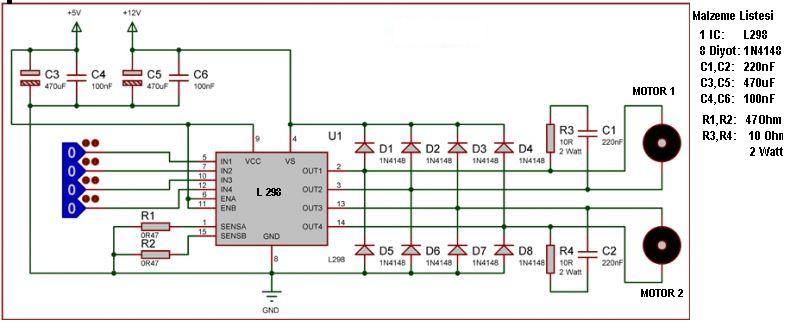 +5V
+12V
C3
470uF
C4
100nF
C5
470uF
C6
100nF
0
0
0
0
U1
9
4
VCC
VS
5
IN1
7
IN2
10
IN3
12
IN4
6
ENA
11
ENB
1
SENSA
15
SENSB
GND
8
L 298
OUT1
2
OUT2
3
OUT3
13
OUT4
14
L298
R1
0R47
R2
0R47
GND
D1
1N4148
D2
1N4148
D3
1N4148
D4
1N4148
D5
1N4148
D6
1N4148
D7
1N4148
D8
1N4148
R3
10R
2 Watt
C1
220nF
R4
10R
2 Watt
C2
220nF
MOTOR 1
MOTOR 2
Malzeme Listesi
1 IC: L298
8 Diyot: 1N4148
C1,C2: 220nF
C3,C5: 470uF
C4,C6: 100nF
R1,R2: 47Ohm
R3,R4: 10 Ohm
2 Watt